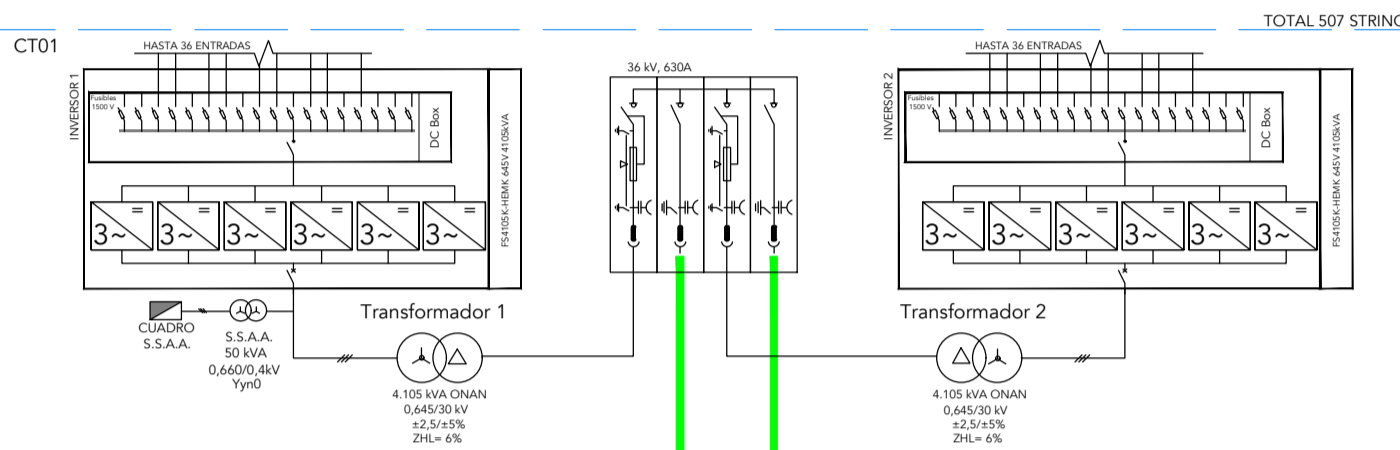 TOTAL 507 STRING
CT01
HASTA 36 ENTRADAS
INVERSOR 1
Fusibles
1500 V
DC Box
FS4105K-HEMK 645V 4105kVA
3~
3~
3~
3~
3~
3~
36 kV, 630A
HASTA 36 ENTRADAS
INVERSOR 2
Fusibles
1500 V
DC Box
FS4105K-HEMK 645V 4105kVA
3~
3~
3~
3~
3~
3~
CUADRO
S.S.A.A.
S.S.A.A.
50 kVA
0,660/0,4kV
Yyn0
Transformador 1
4.105 kVA ONAN
0,645/30 kV
±2,5/±5%
ZHL= 6%
Transformador 2
4.105 kVA ONAN
0,645/30 kV
±2,5/±5%
ZHL= 6%